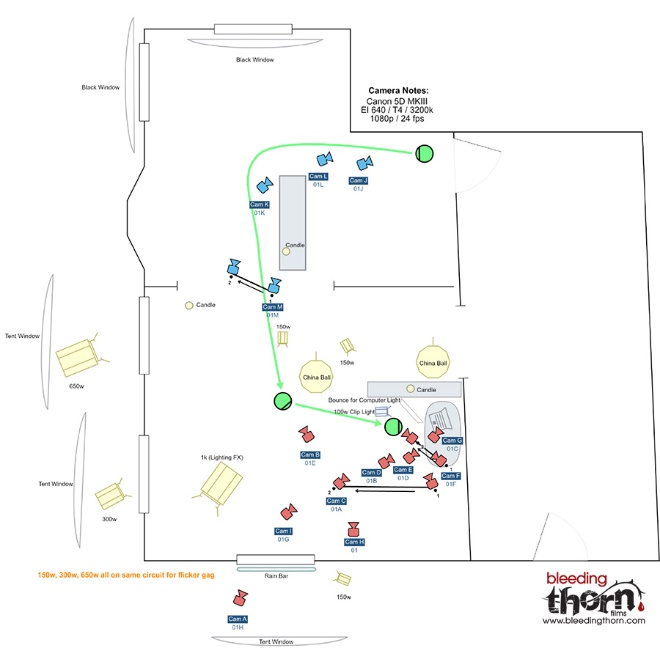 Black Window
Black Window
Camera Notes:
Canon 5D MKIII
EI 640 / T4 / 3200k
1080p / 24 fps
Cam L
01L
Cam J
01J
Cam K
01K
Candle
2
1
Cam M
01M
Candle
150w
150w
Tent Window
650w
China Ball
China Ball
Candle
Bounce for Computer Light
100w Clip Light
Cam B
01E
Cam G
01C
Cam D
01B
Cam E
01D
2
1
Cam F
01F
1k (Lighting FX)
Tent Window
300w
2
Cam C
01A
1
Cam I
01G
Cam H
01
150w, 300w, 650w all on same circuit for flicker gag
Rain Bar
150w
Cam A
01H
Tent Window
bleeding
thorn
films
www.bleedingthorn.com